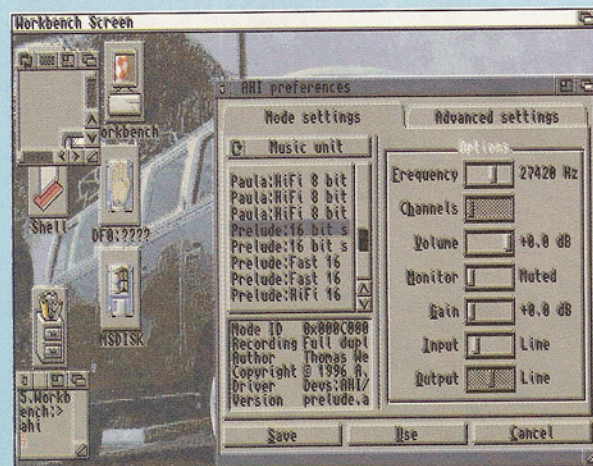 Workbench Screen
AHI preferences
Mode settings
Advanced settings
Music unit
Options
Paula:HiFi 8 bit
Paula:HiFi 8 bit
Paula:HiFi 8 bit
Prelude:16 bit s
Prelude:16 bit s
Prelude:Fast 16
Prelude:Fast 16
Prelude:HiFi 16
Frequency 27428 Hz
Channels
Volume +0.0 dB
Monitor Muted
Gain +0.0 dB
Input Line
Output Line
Mode ID 0x000C000
Recording Full dupl
Author Thomas We
Copyright © 1996 A.
Driver Devs:AHI/
Version prelude.a
Save
Use
Cancel
orkbench
Shell
DF0:????
MSDISK
5.Workb
ench:>
ahi